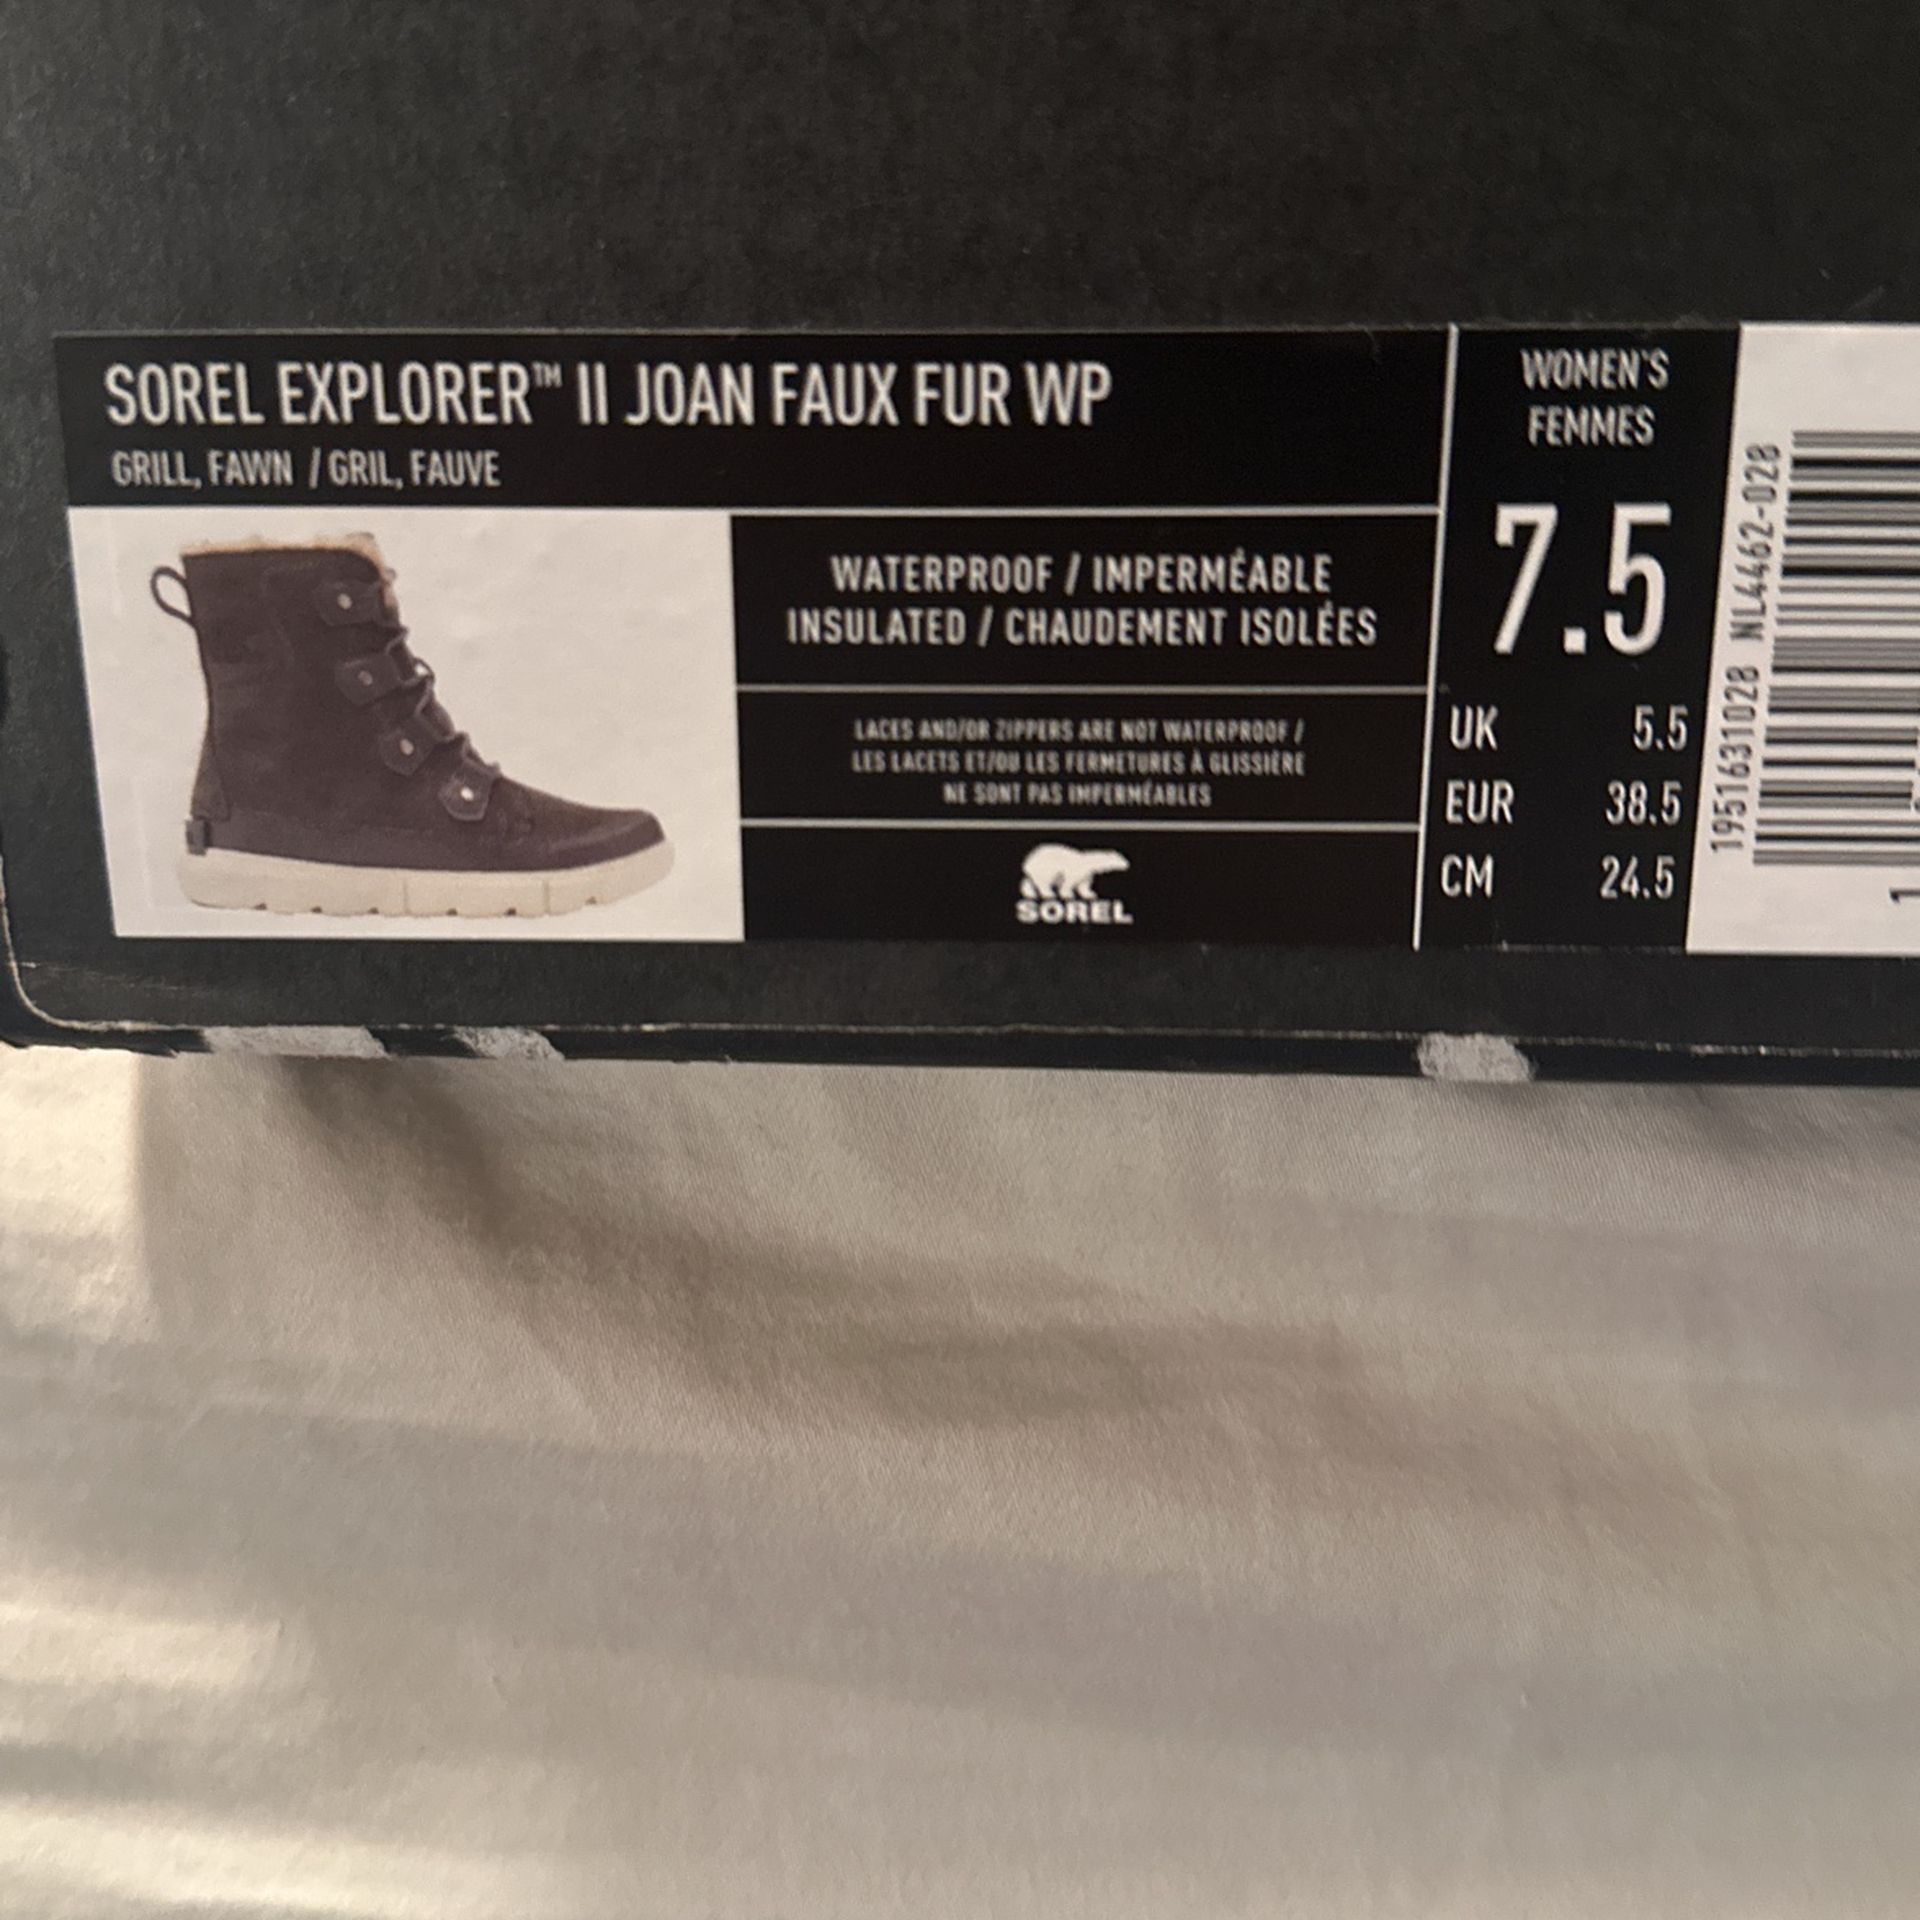 SOREL EXPLORER™ II JOAN FAUX FUR WP
GRILL, FAWN / GRIL, FAUVE
WATERPROOF / IMPERMÉABLE
INSULATED / CHAUDEMENT ISOLÉES
LACES AND/OR ZIPPERS ARE NOT WATERPROOF /
LES LACETS ET/OU LES FERMETURES À GLISSIÈRE
NE SONT PAS IMPERMÉABLES
SOREL
WOMEN'S
FEMMES
7.5
UK 5.5
EUR 38.5
CM 24.5
1951631028 NL4462-028
1